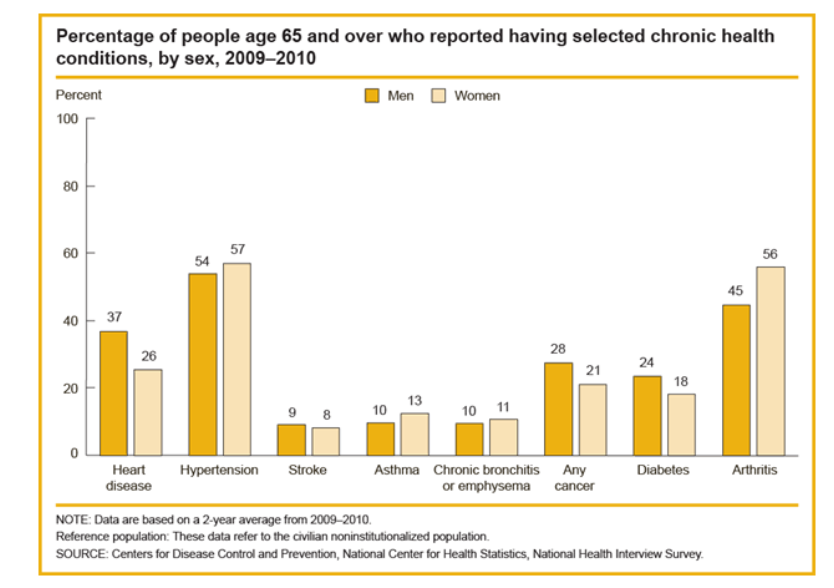 Percentage of people age 65 and over who reported having selected chronic health
conditions, by sex, 2009–2010
Percent
Men
Women
100
80
60
40
20
0
37
26
54
57
9
8
10
13
10
11
28
21
24
18
45
56
Heart
disease
Hypertension
Stroke
Asthma
Chronic bronchitis
or emphysema
Any
cancer
Diabetes
Arthritis
NOTE: Data are based on a 2-year average from 2009–2010.
Reference population: These data refer to the civilian noninstitutionalized population.
SOURCE: Centers for Disease Control and Prevention, National Center for Health Statistics, National Health Interview Survey.